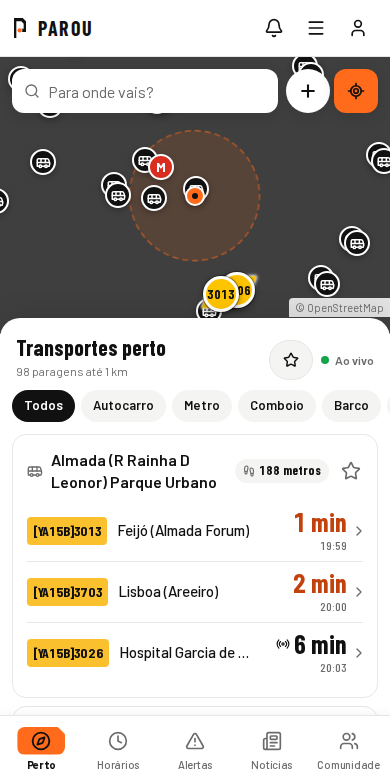 PAROU
Para onde vais?
M
3013
06
© OpenStreetMap
Transportes perto
98 paragens até 1 km
Ao vivo
Todos
Autocarro
Metro
Comboio
Barco
Almada (R Rainha D
Leonor) Parque Urbano
188 metros
[YA15B]3013
Feijó (Almada Forum)
1 min
19:59
[YA15B]3703
Lisboa (Areeiro)
2 min
20:00
[YA15B]3026
Hospital Garcia de ...
6 min
20:03
Perto
Horários
Alertas
Notícias
Comunidade